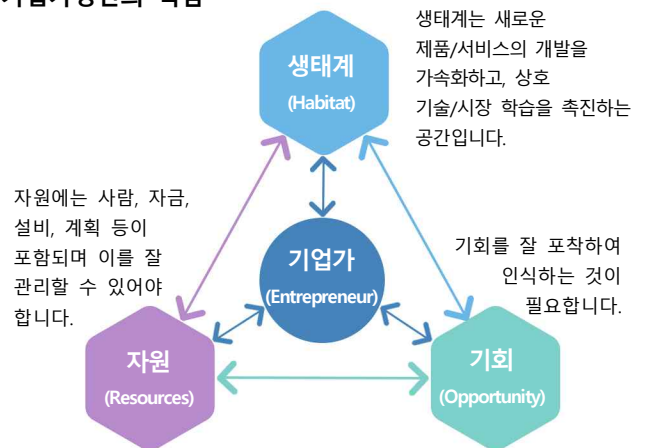 생태계는 새로운
제품/서비스의 개발을
가속화하고, 상호
기술/시장 학습을 촉진하는
공간입니다.
생태계
(Habitat)
자원에는 사람, 자금,
설비, 계획 등이
포함되며 이를 잘
관리할 수 있어야
합니다.
기업가
(Entrepreneur)
기회를 잘 포착하여
인식하는 것이
필요합니다.
자원
(Resources)
기회
(Opportunity)